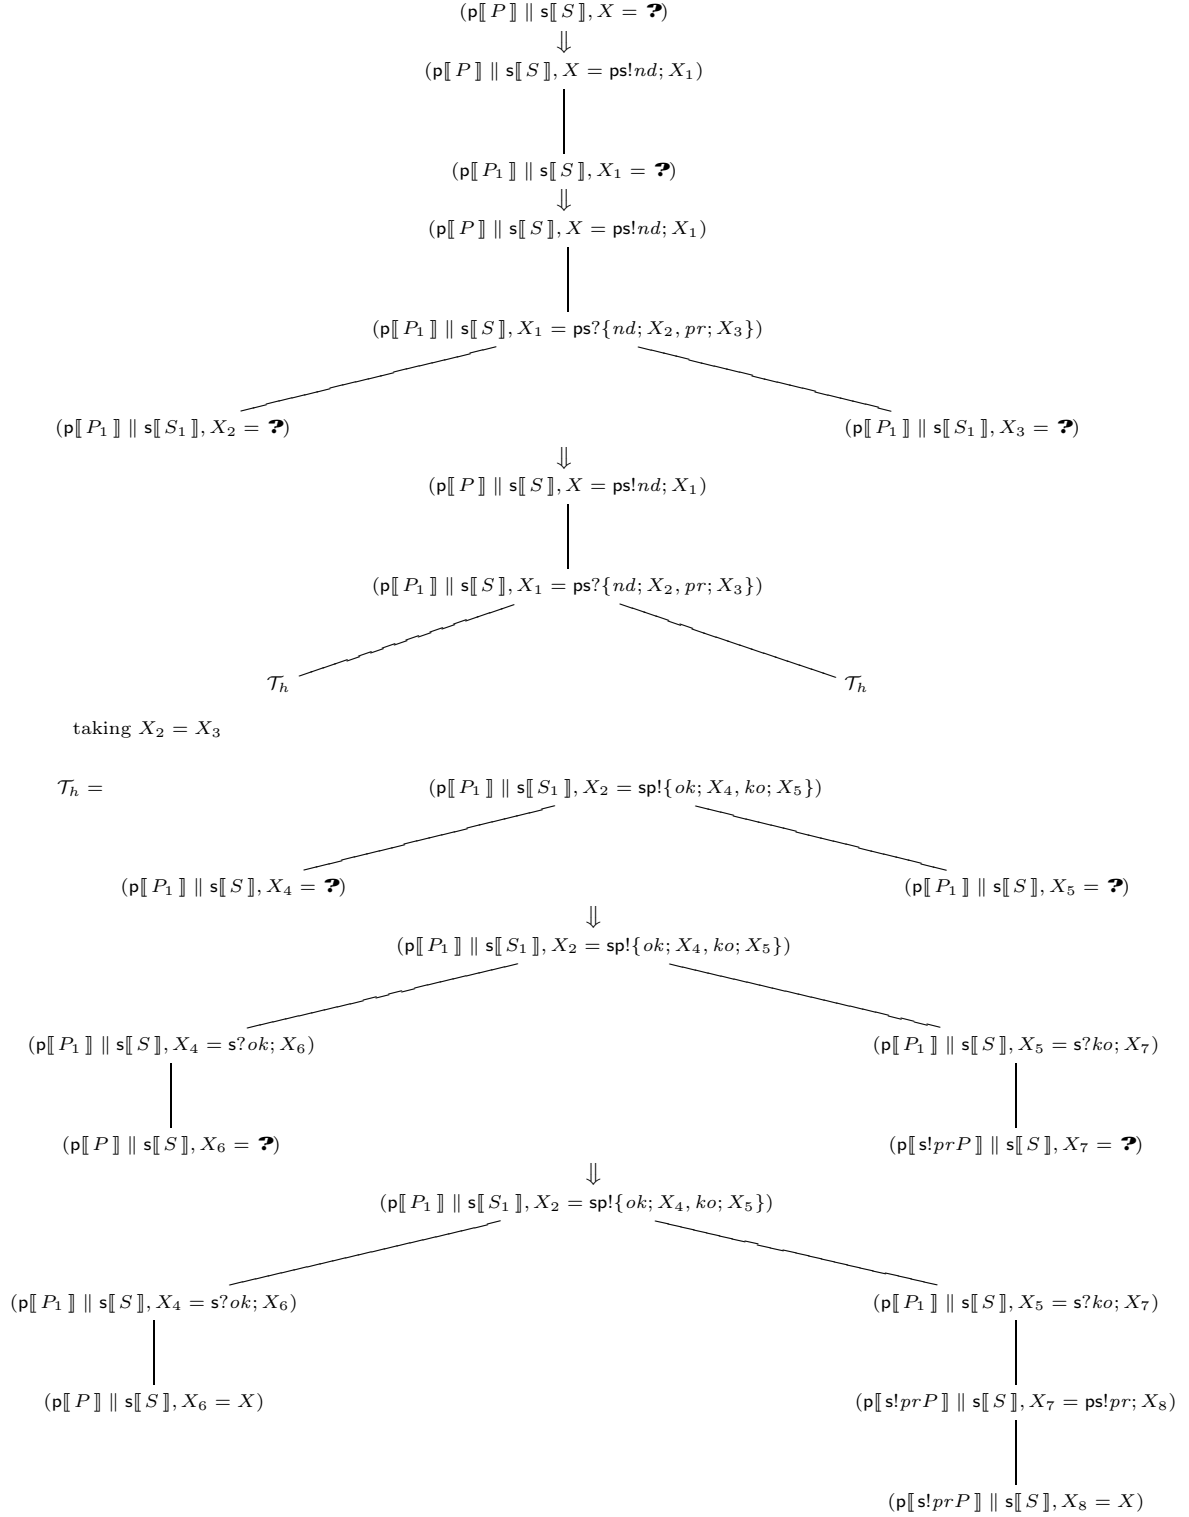 (p⟦ P ⟧ ∥ s⟦ S ⟧, X = ?)
⇓
(p⟦ P ⟧ ∥ s⟦ S ⟧, X = ps!nd; X₁)
(p⟦ P₁ ⟧ ∥ s⟦ S ⟧, X₁ = ?)
⇓
(p⟦ P ⟧ ∥ s⟦ S ⟧, X = ps!nd; X₁)
(p⟦ P₁ ⟧ ∥ s⟦ S ⟧, X₁ = ps?{nd; X₂, pr; X₃})
(p⟦ P₁ ⟧ ∥ s⟦ S₁ ⟧, X₂ = ?) (p⟦ P₁ ⟧ ∥ s⟦ S₁ ⟧, X₃ = ?)
⇓
(p⟦ P ⟧ ∥ s⟦ S ⟧, X = ps!nd; X₁)
(p⟦ P₁ ⟧ ∥ s⟦ S ⟧, X₁ = ps?{nd; X₂, pr; X₃})
𝒯ₕ 𝒯ₕ
taking X₂ = X₃
𝒯ₕ = (p⟦ P₁ ⟧ ∥ s⟦ S₁ ⟧, X₂ = sp!{ok; X₄, ko; X₅})
(p⟦ P₁ ⟧ ∥ s⟦ S ⟧, X₄ = ?) (p⟦ P₁ ⟧ ∥ s⟦ S ⟧, X₅ = ?)
⇓
(p⟦ P₁ ⟧ ∥ s⟦ S₁ ⟧, X₂ = sp!{ok; X₄, ko; X₅})
(p⟦ P₁ ⟧ ∥ s⟦ S ⟧, X₄ = s?ok; X₆) (p⟦ P₁ ⟧ ∥ s⟦ S ⟧, X₅ = s?ko; X₇)
(p⟦ P ⟧ ∥ s⟦ S ⟧, X₆ = ?) (p⟦ s!prP ⟧ ∥ s⟦ S ⟧, X₇ = ?)
⇓
(p⟦ P₁ ⟧ ∥ s⟦ S₁ ⟧, X₂ = sp!{ok; X₄, ko; X₅})
(p⟦ P₁ ⟧ ∥ s⟦ S ⟧, X₄ = s?ok; X₆) (p⟦ P₁ ⟧ ∥ s⟦ S ⟧, X₅ = s?ko; X₇)
(p⟦ P ⟧ ∥ s⟦ S ⟧, X₆ = X) (p⟦ s!prP ⟧ ∥ s⟦ S ⟧, X₇ = ps!pr; X₈)
(p⟦ s!prP ⟧ ∥ s⟦ S ⟧, X₈ = X)